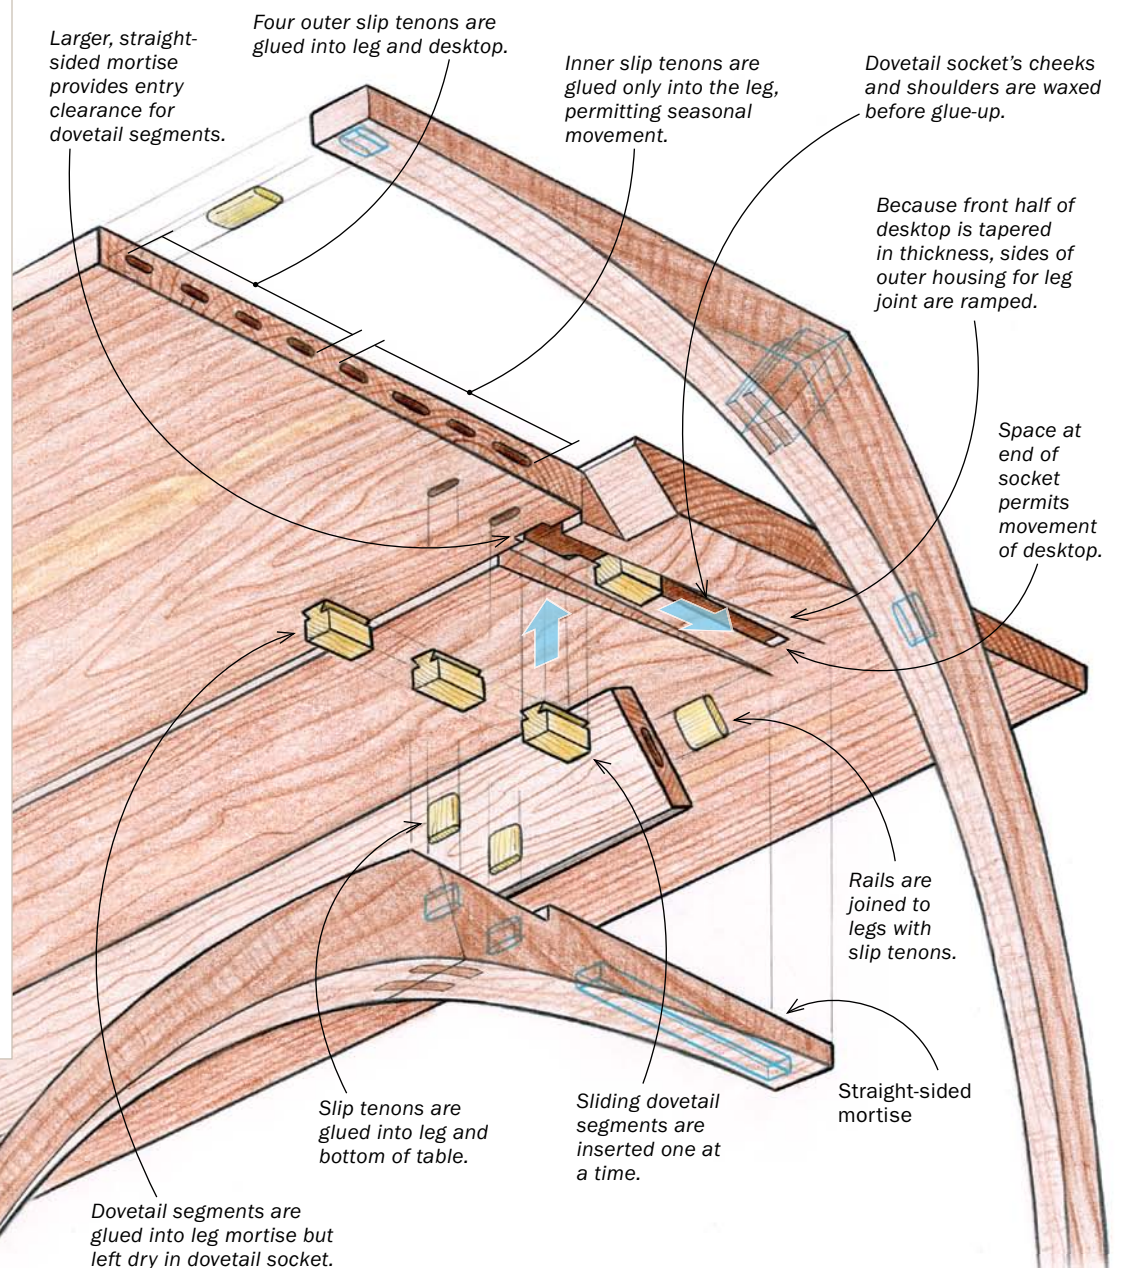 Larger, straight-
sided mortise
provides entry
clearance for
dovetail segments.
Four outer slip tenons are
glued into leg and desktop.
Inner slip tenons are
glued only into the leg,
permitting seasonal
movement.
Dovetail socket’s cheeks
and shoulders are waxed
before glue-up.
Because front half of
desktop is tapered
in thickness, sides of
outer housing for leg
joint are ramped.
Space at
end of
socket
permits
movement
of desktop.
Rails are
joined to
legs with
slip tenons.
Straight-sided
mortise
Sliding dovetail
segments are
inserted one at
a time.
Slip tenons are
glued into leg and
bottom of table.
Dovetail segments are
glued into leg mortise but
left dry in dovetail socket.